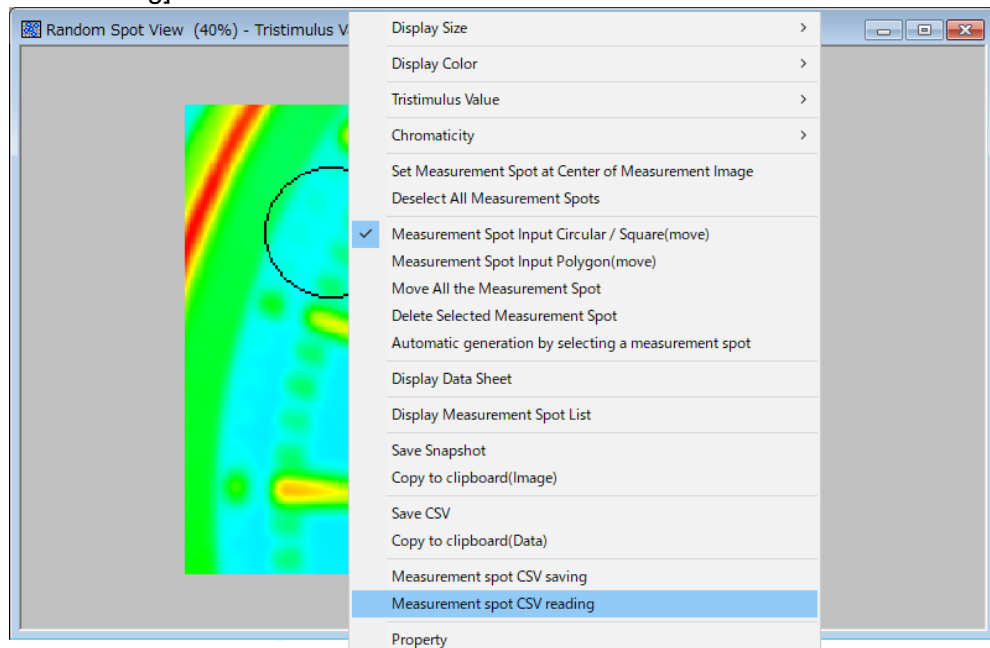 Random Spot View (40%) - Tristimulus V
Display Size
Display Color
Tristimulus Value
Chromaticity
Set Measurement Spot at Center of Measurement Image
Deselect All Measurement Spots
Measurement Spot Input Circular / Square(move)
Measurement Spot Input Polygon(move)
Move All the Measurement Spot
Delete Selected Measurement Spot
Automatic generation by selecting a measurement spot
Display Data Sheet
Display Measurement Spot List
Save Snapshot
Copy to clipboard(Image)
Save CSV
Copy to clipboard(Data)
Measurement spot CSV saving
Measurement spot CSV reading
Property